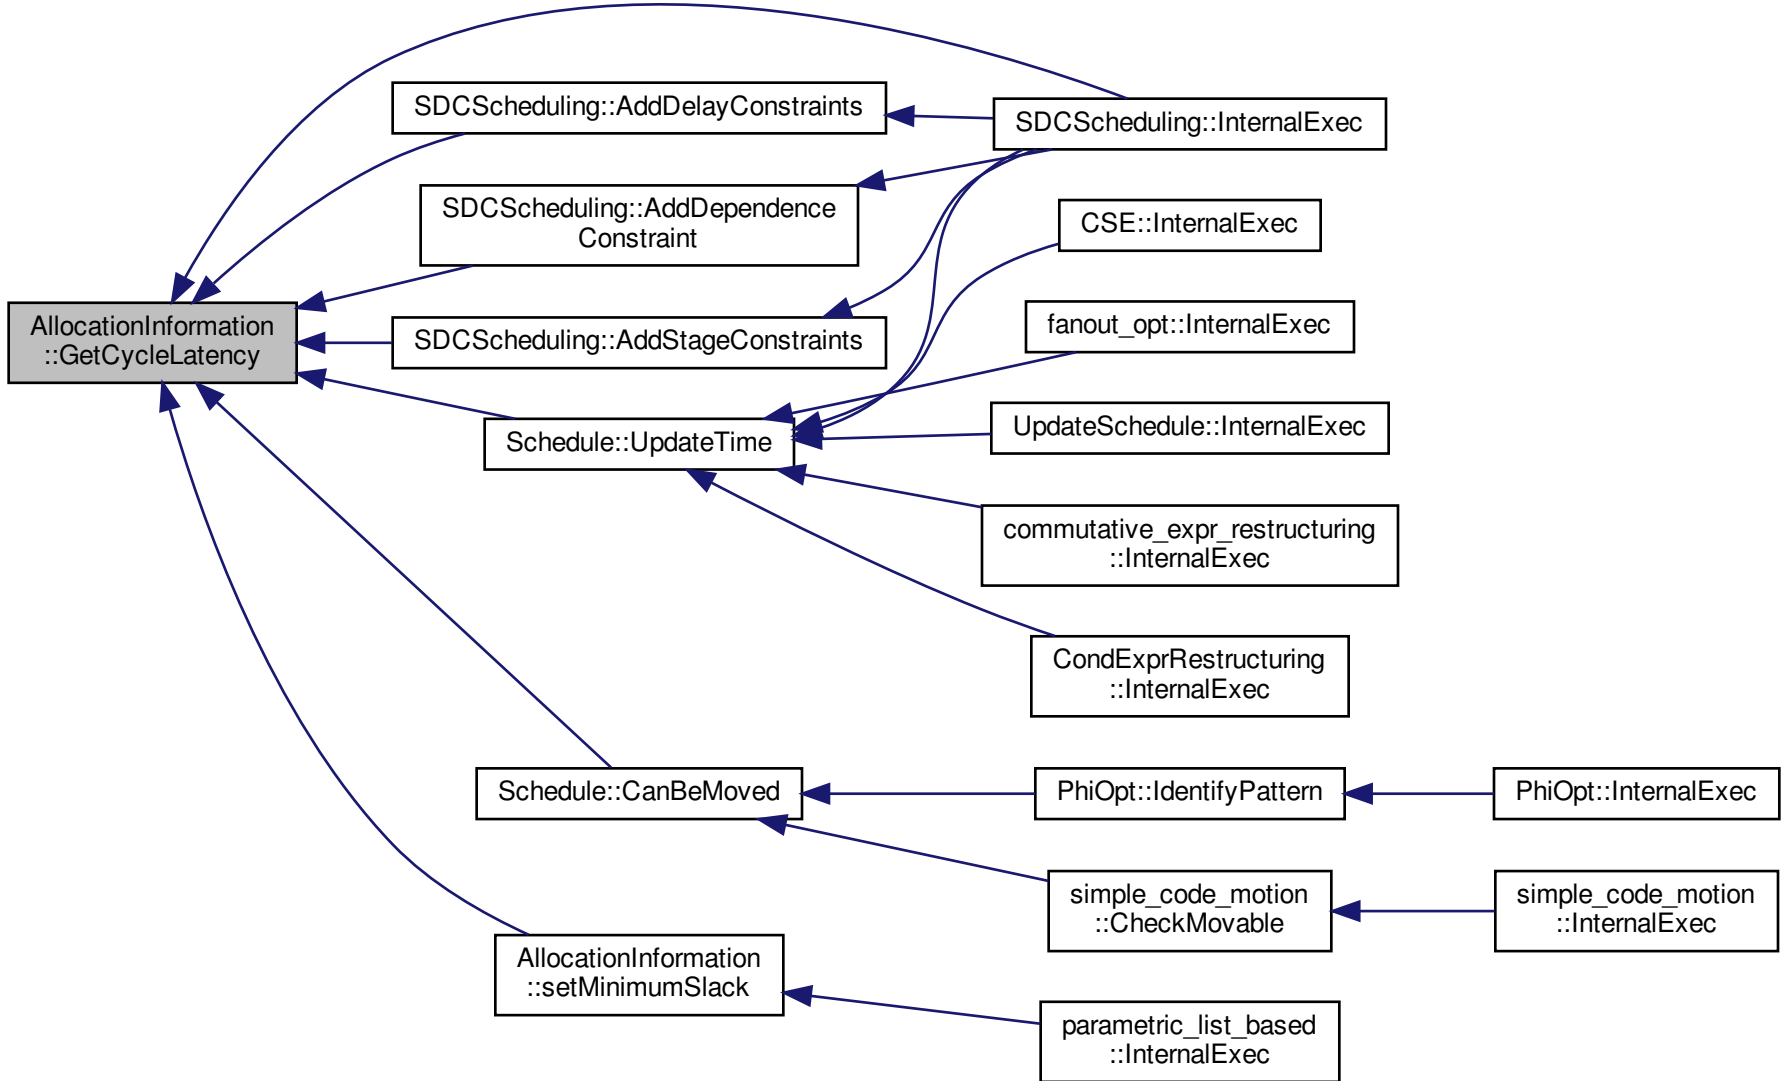 SDCScheduling::AddDelayConstraints
SDCScheduling::InternalExec
SDCScheduling::AddDependence
Constraint
CSE::InternalExec
AllocationInformation
::GetCycleLatency
SDCScheduling::AddStageConstraints
fanout_opt::InternalExec
Schedule::UpdateTime
UpdateSchedule::InternalExec
commutative_expr_restructuring
::InternalExec
CondExprRestructuring
::InternalExec
Schedule::CanBeMoved
PhiOpt::IdentifyPattern
PhiOpt::InternalExec
simple_code_motion
::CheckMovable
simple_code_motion
::InternalExec
AllocationInformation
::setMinimumSlack
parametric_list_based
::InternalExec